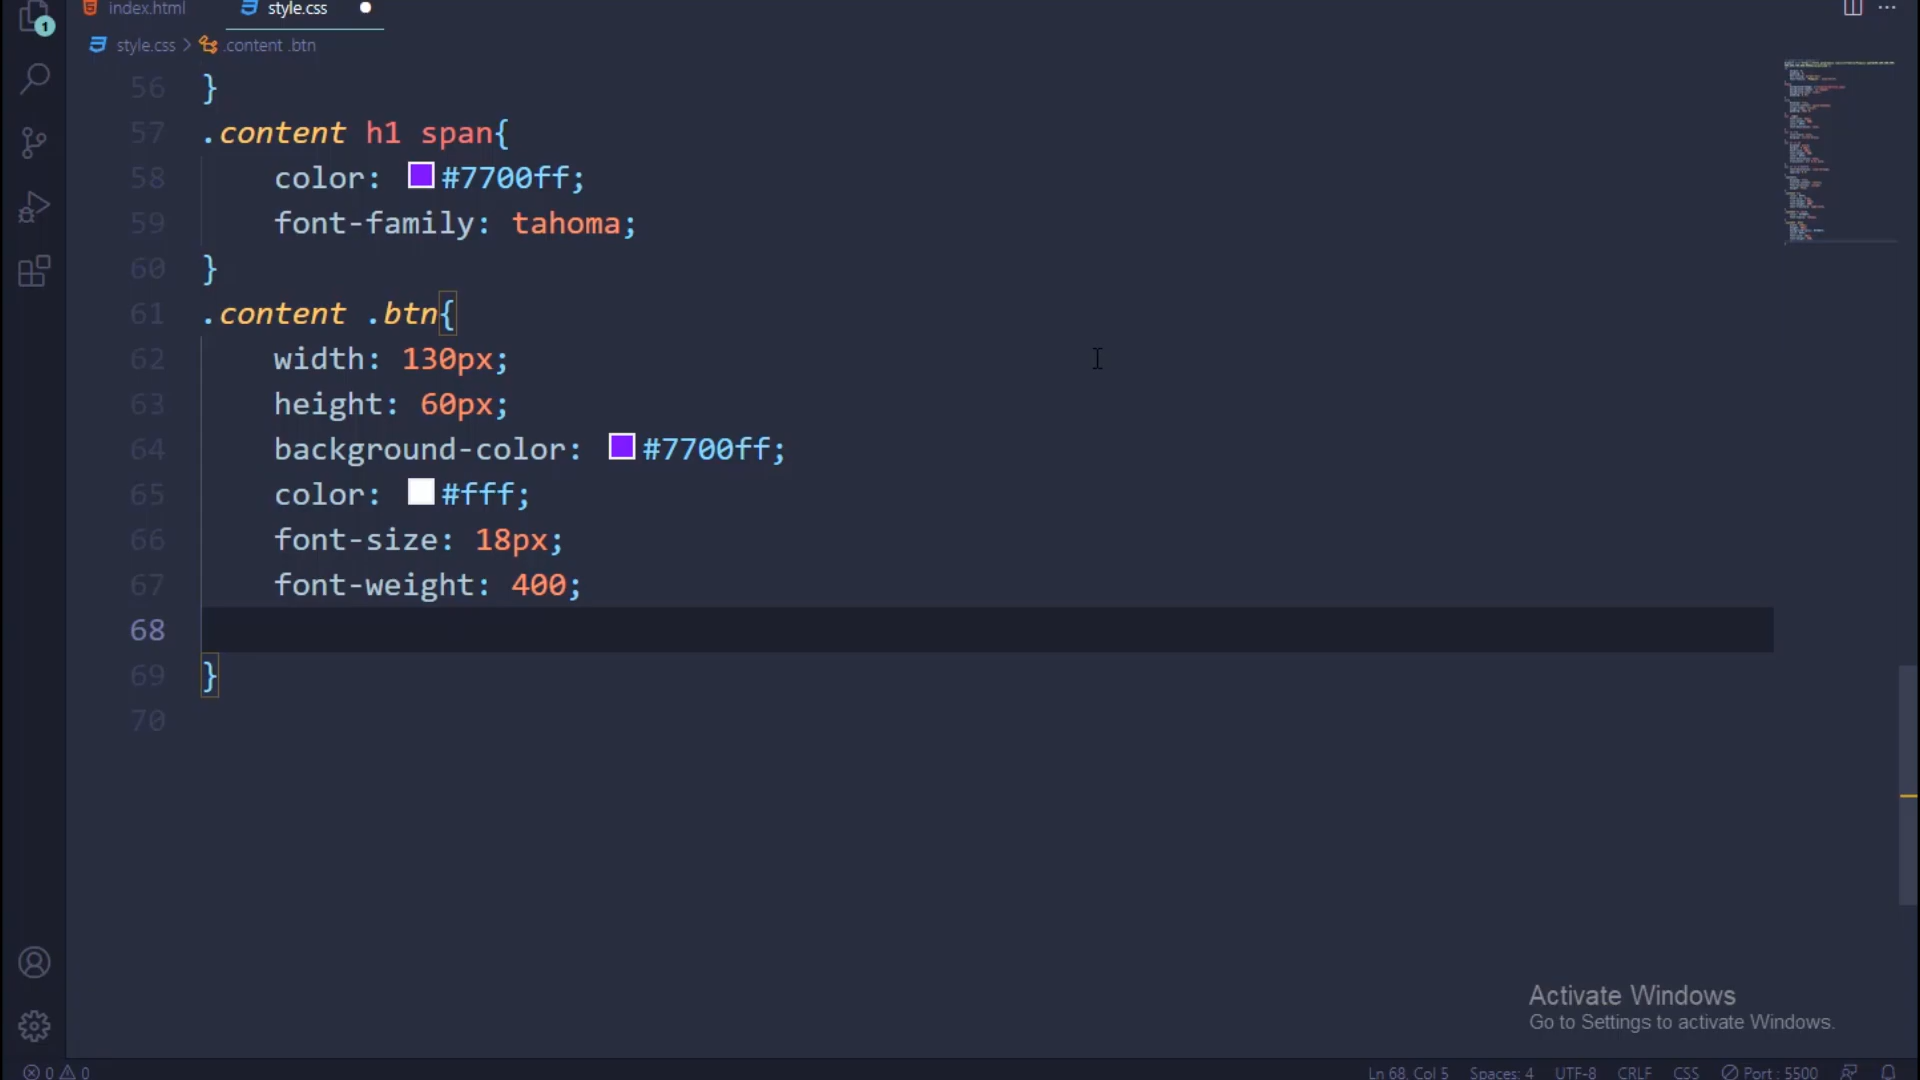 index.html style.css
1
style.css > .content .btn
56 }
57 .content h1 span{
58 color: #7700ff;
59 font-family: tahoma;
60 }
61 .content .btn{
62 width: 130px;
63 height: 60px;
64 background-color: #7700ff;
65 color: #fff;
66 font-size: 18px;
67 font-weight: 400;
68
69 }
70
Activate Windows
Go to Settings to activate Windows.
0 0 Ln 68, Col 5 Spaces: 4 UTF-8 CRLF CSS Port : 5500